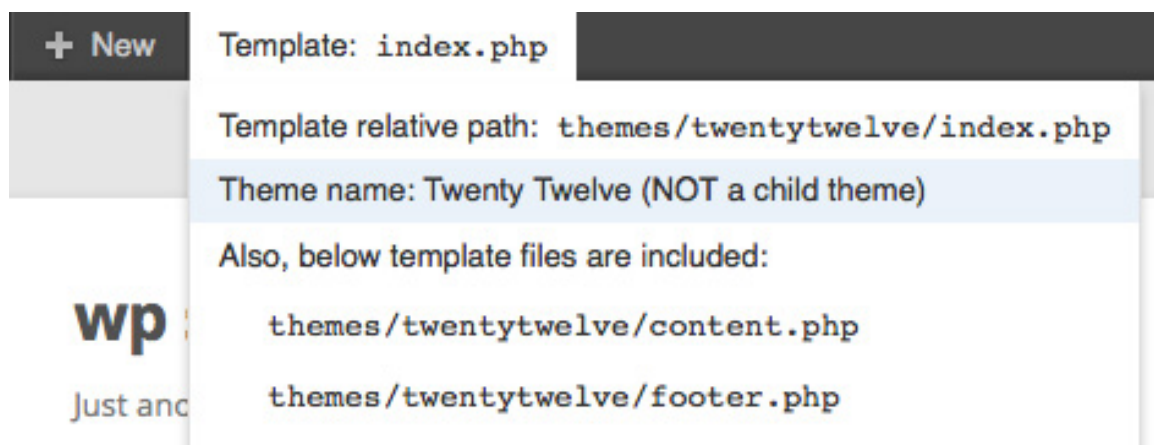 + New Template: index.php
Template relative path: themes/twentytwelve/index.php
Theme name: Twenty Twelve (NOT a child theme)
Also, below template files are included:
wp themes/twentytwelve/content.php
Just themes/twentytwelve/footer.php